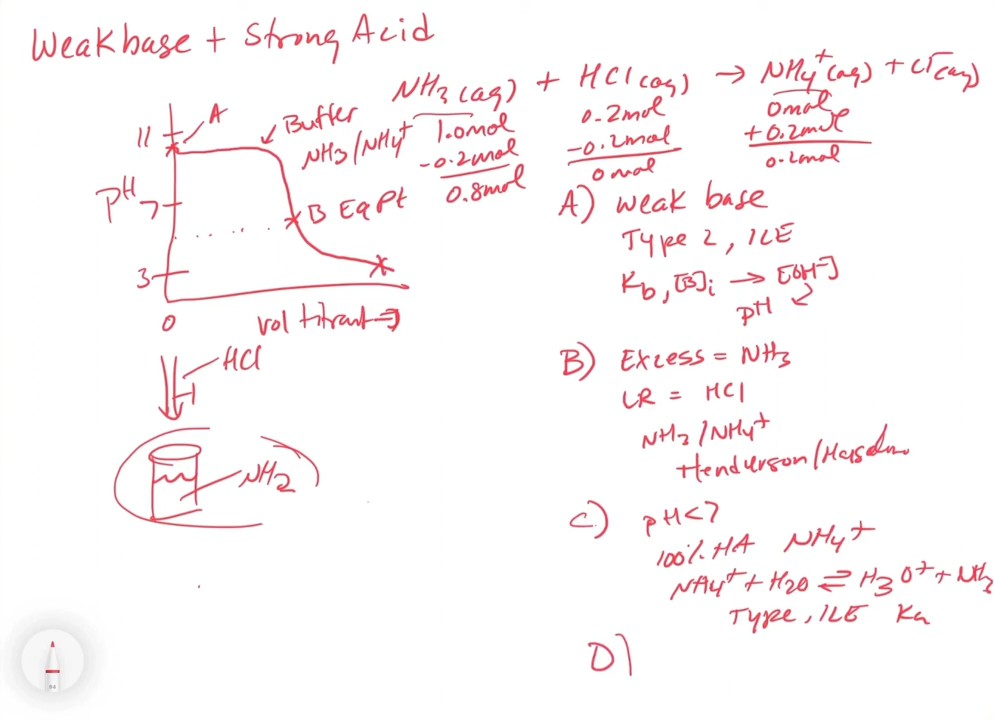 Weak base + Strong Acid
NH3 (aq) + HCl (aq) → NH4+ (aq) + Cl- (aq)
1.0mol 0.2mol 0mol
-0.2mol -0.2mol +0.2mol
0.8mol 0mol 0.2mol
11 A
Buffer
NH3/NH4+
pH 7
B Eq Pt
3
0 vol titrant →
HCl
NH3
A) weak base
Type 2, ICE
Kb, [B]i → [OH-]
pH
B) Excess = NH3
LR = HCl
NH3/NH4+
Henderson/
C) pH<7
100% HA NH4+
NH4+ + H2O ⇌ H3O+ + NH3
Type, ICE Ka
D)